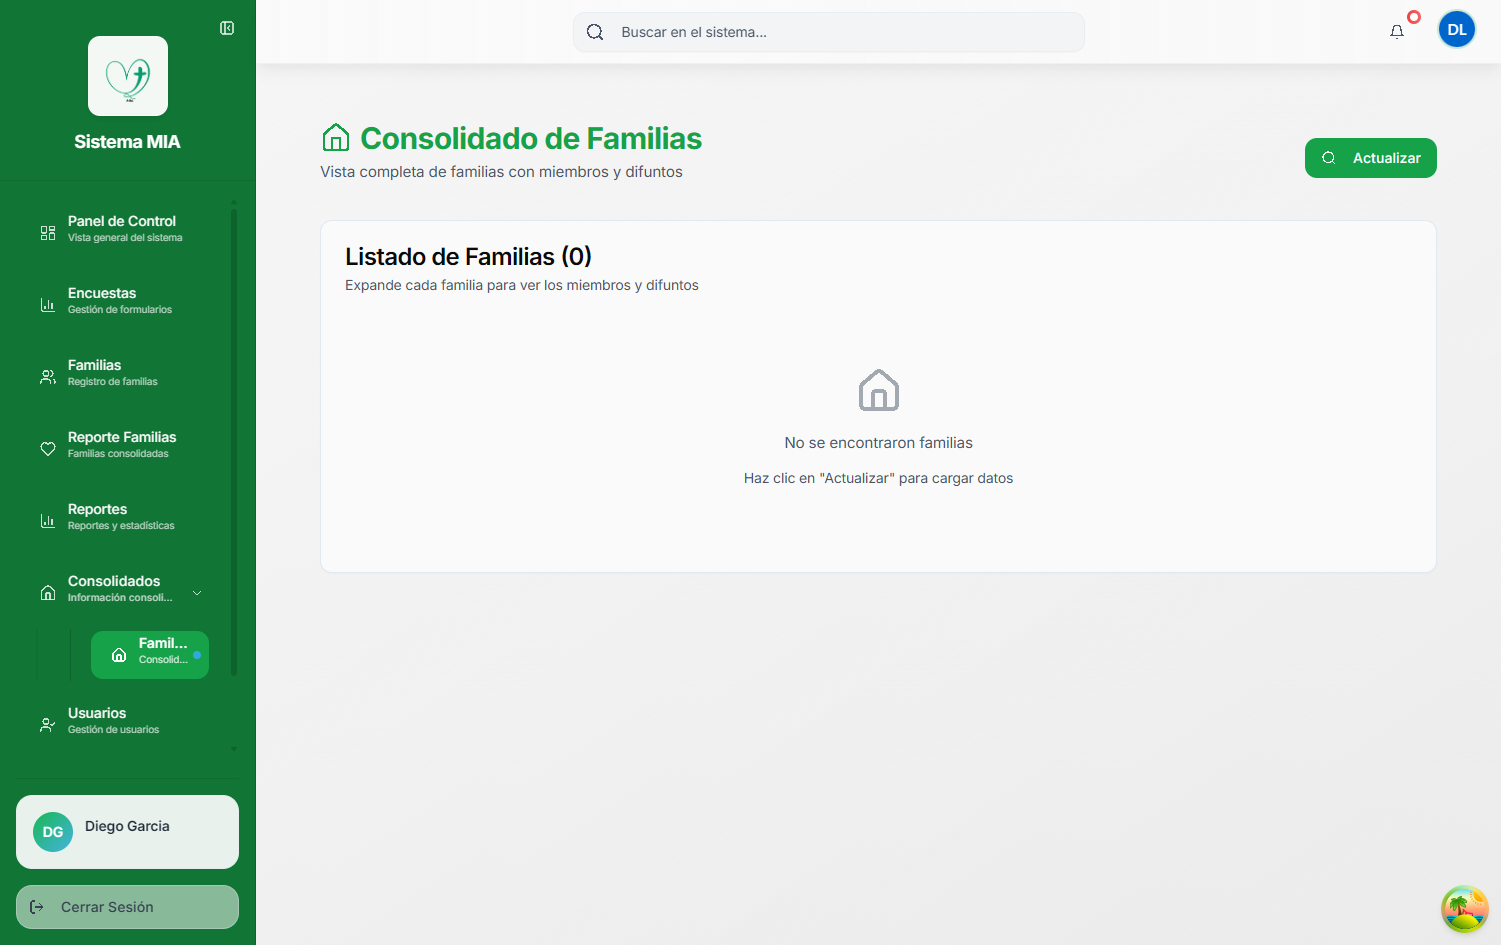 Sistema MIA
Panel de Control
Vista general del sistema
Encuestas
Gestión de formularios
Familias
Registro de familias
Reporte Familias
Familias consolidadas
Reportes
Reportes y estadísticas
Consolidados
Información consoli...
Famil...
Consolid...
Usuarios
Gestión de usuarios
DG
Diego Garcia
Cerrar Sesión
Buscar en el sistema...
DL
Consolidado de Familias
Vista completa de familias con miembros y difuntos
Actualizar
Listado de Familias (0)
Expande cada familia para ver los miembros y difuntos
No se encontraron familias
Haz clic en "Actualizar" para cargar datos